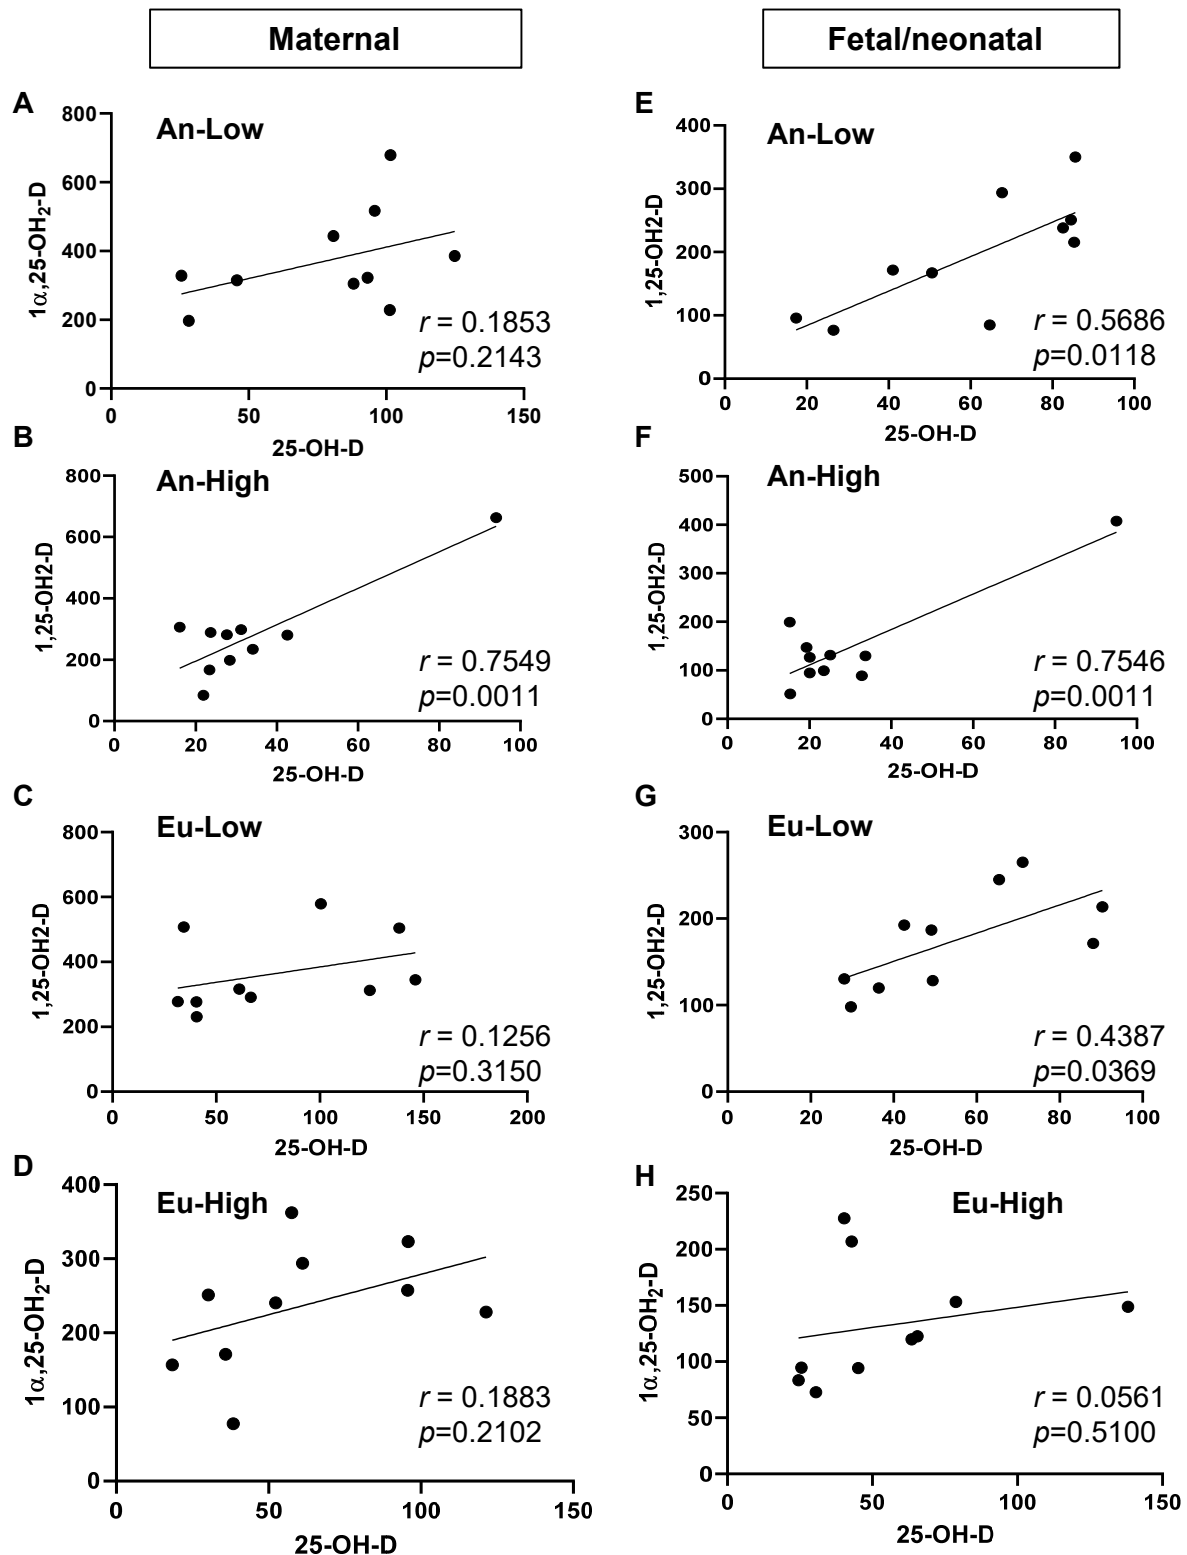 Maternal
Fetal/neonatal
A
An-Low
1α,25-OH₂-D
800
600
400
200
0
0 50 100 150
25-OH-D
r = 0.1853
p=0.2143
B
An-High
1,25-OH2-D
800
600
400
200
0
0 20 40 60 80 100
25-OH-D
r = 0.7549
p=0.0011
C
Eu-Low
1,25-OH2-D
800
600
400
200
0
0 50 100 150 200
25-OH-D
r = 0.1256
p=0.3150
D
Eu-High
1α,25-OH₂-D
400
300
200
100
0
0 50 100 150
25-OH-D
r = 0.1883
p=0.2102
E
An-Low
1,25-OH2-D
400
300
200
100
0
0 20 40 60 80 100
25-OH-D
r = 0.5686
p=0.0118
F
An-High
1,25-OH2-D
500
400
300
200
100
0
0 20 40 60 80 100
25-OH-D
r = 0.7546
p=0.0011
G
Eu-Low
1,25-OH2-D
300
200
100
0
0 20 40 60 80 100
25-OH-D
r = 0.4387
p=0.0369
H
Eu-High
1α,25-OH₂-D
250
200
150
100
50
0
0 50 100 150
25-OH-D
r = 0.0561
p=0.5100